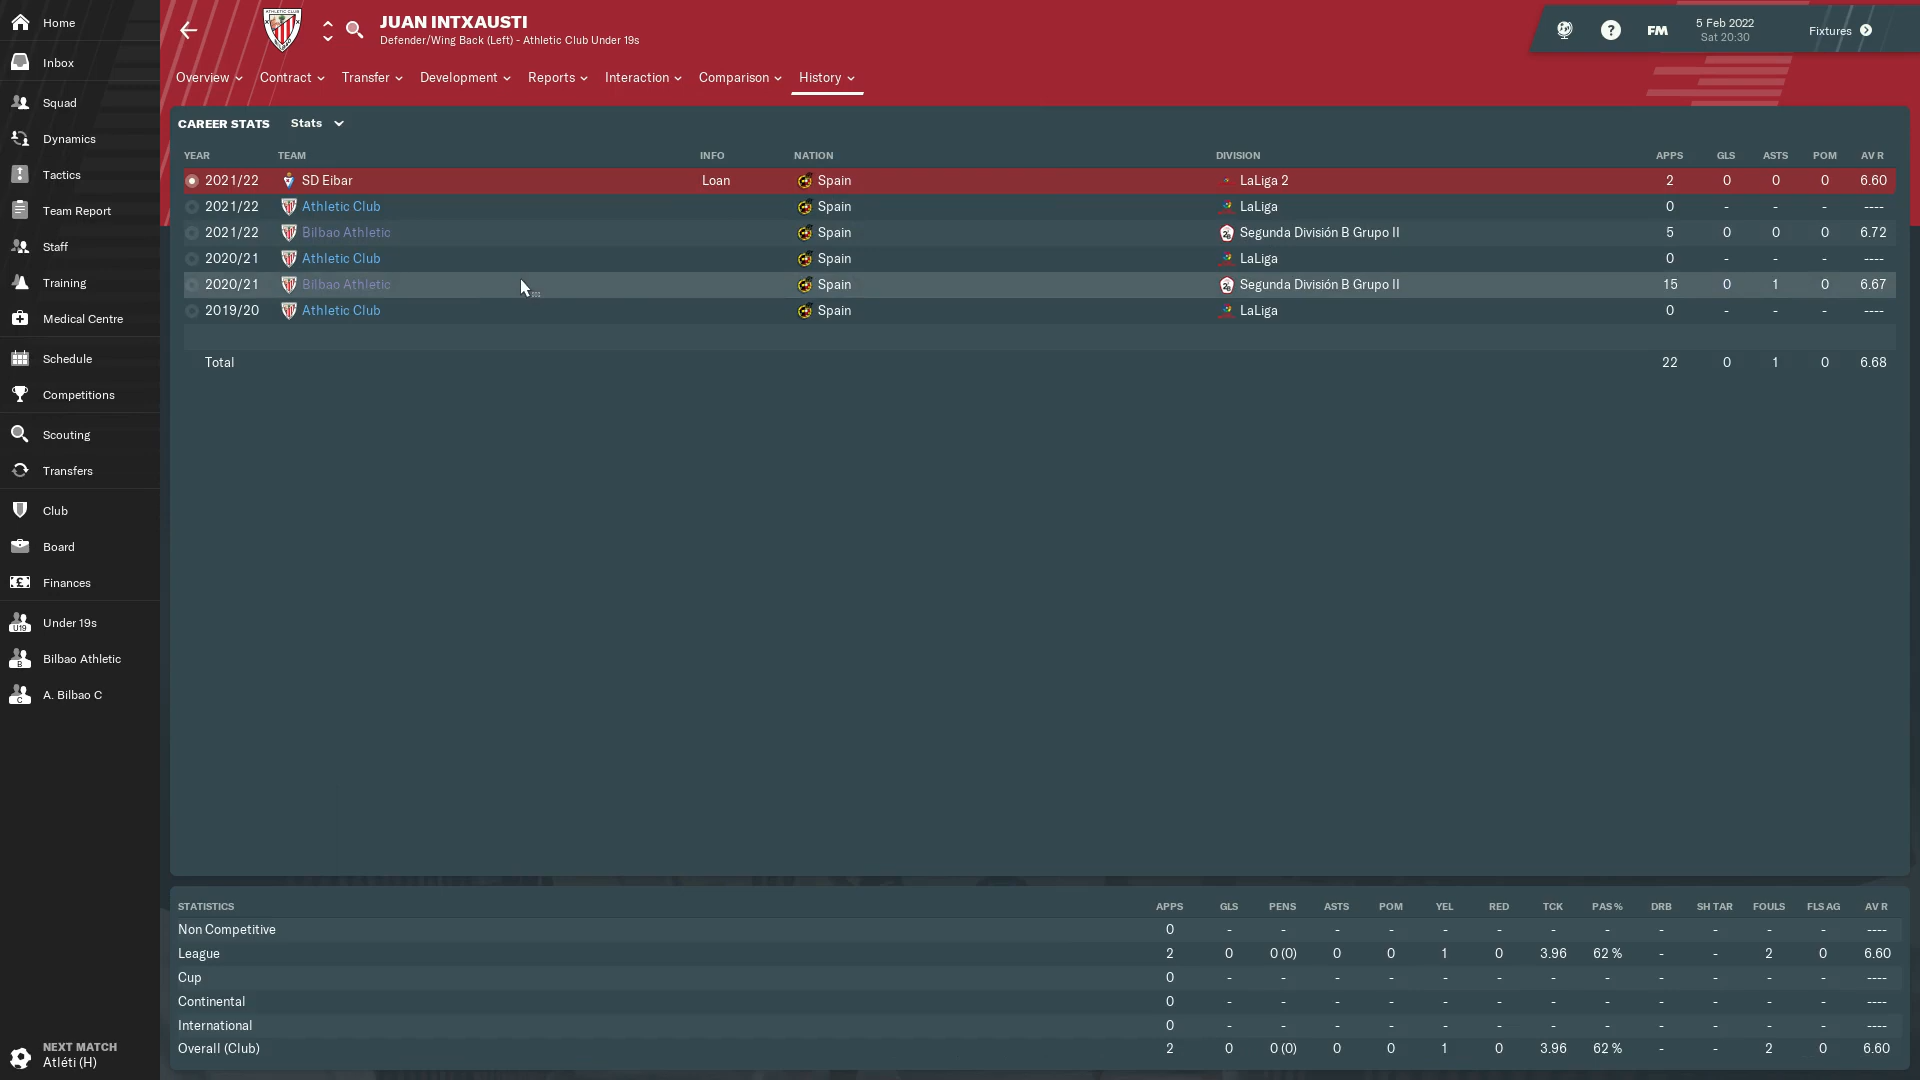 Home
Inbox
Squad
Dynamics
Tactics
Team Report
Staff
Training
Medical Centre
Schedule
Competitions
Scouting
Transfers
Club
Board
Finances
U19 Under 19s
B Bilbao Athletic
C A. Bilbao C
NEXT MATCH
Atléti (H)
JUAN INTXAUSTI
Defender/Wing Back (Left) - Athletic Club Under 19s
? FM 5 Feb 2022 Fixtures
Sat 20:30
Overview Contract Transfer Development Reports Interaction Comparison History
CAREER STATS Stats
YEAR TEAM INFO NATION DIVISION APPS GLS ASTS POM AV R
2021/22 SD Eibar Loan Spain LaLiga 2 2 0 0 0 6.60
2021/22 Athletic Club Spain LaLiga 0 - - - ----
2021/22 Bilbao Athletic Spain Segunda División B Grupo II 5 0 0 0 6.72
2020/21 Athletic Club Spain LaLiga 0 - - - ----
2020/21 Bilbao Athletic Spain Segunda División B Grupo II 15 0 1 0 6.67
2019/20 Athletic Club Spain LaLiga 0 - - - ----
Total 22 0 1 0 6.68
STATISTICS APPS GLS PENS ASTS POM YEL RED TCK PAS % DRB SH TAR FOULS FLS AG AV R
Non Competitive 0 - - - - - - - - - - - - ----
League 2 0 0 (0) 0 0 1 0 3.96 62 % - - 2 0 6.60
Cup 0 - - - - - - - - - - - - ----
Continental 0 - - - - - - - - - - - - ----
International 0 - - - - - - - - - - - - ----
Overall (Club) 2 0 0 (0) 0 0 1 0 3.96 62 % - - 2 0 6.60